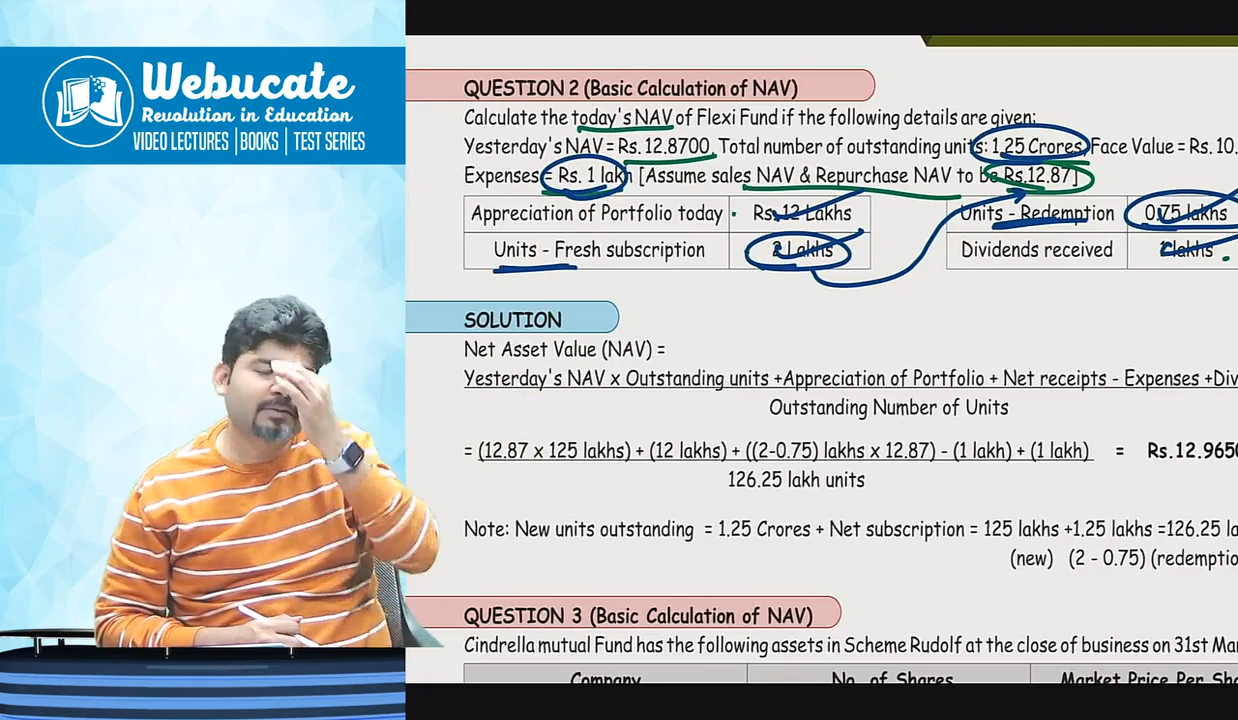 Webucate
Revolution in Education
VIDEO LECTURES | BOOKS | TEST SERIES
QUESTION 2 (Basic Calculation of NAV)
Calculate the today's NAV of Flexi Fund if the following details are given:
Yesterday's NAV = Rs. 12.8700, Total number of outstanding units: 1.25 Crores, Face Value = Rs. 10.
Expenses = Rs. 1 lakh [Assume sales NAV & Repurchase NAV to be Rs.12.87]
Appreciation of Portfolio today Rs. 12 Lakhs Units - Redemption 0.75 lakhs
Units - Fresh subscription 2 Lakhs Dividends received 1 lakhs
SOLUTION
Net Asset Value (NAV) =
Yesterday's NAV x Outstanding units +Appreciation of Portfolio + Net receipts - Expenses +Div
Outstanding Number of Units
= (12.87 x 125 lakhs) + (12 lakhs) + ((2-0.75) lakhs x 12.87) - (1 lakh) + (1 lakh) = Rs.12.9650
126.25 lakh units
Note: New units outstanding = 1.25 Crores + Net subscription = 125 lakhs +1.25 lakhs =126.25 la
(new) (2 - 0.75) (redemptio
QUESTION 3 (Basic Calculation of NAV)
Cindrella mutual Fund has the following assets in Scheme Rudolf at the close of business on 31st Mar
Company No. of Shares Market Price Per Sha